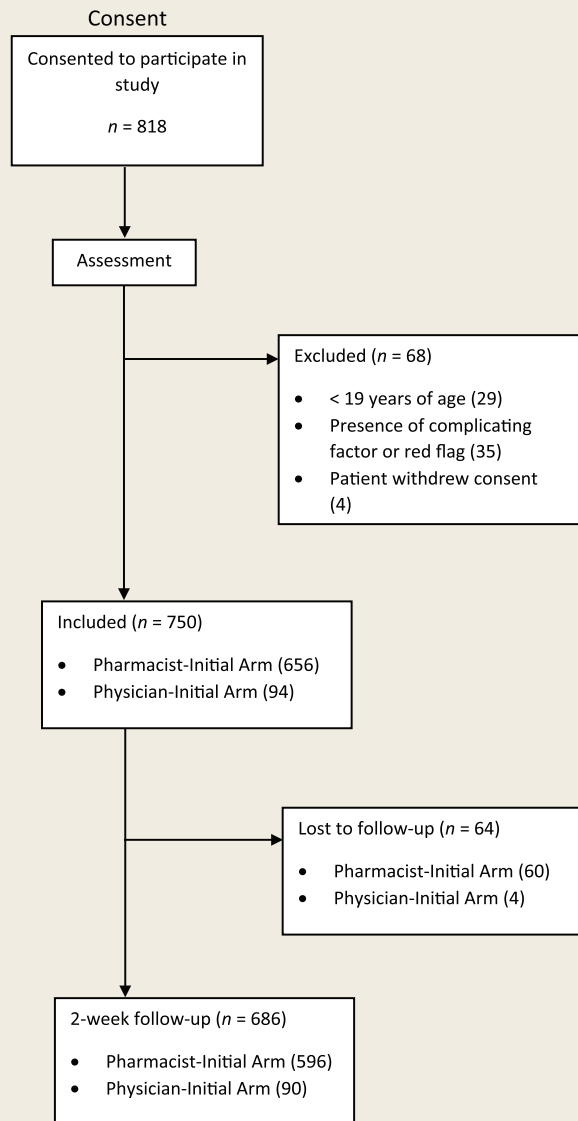 Consent
Consented to participate in
study
n = 818
Assessment
Excluded (n = 68)
• < 19 years of age (29)
• Presence of complicating
factor or red flag (35)
• Patient withdrew consent
(4)
Included (n = 750)
• Pharmacist-Initial Arm (656)
• Physician-Initial Arm (94)
Lost to follow-up (n = 64)
• Pharmacist-Initial Arm (60)
• Physician-Initial Arm (4)
2-week follow-up (n = 686)
• Pharmacist-Initial Arm (596)
• Physician-Initial Arm (90)